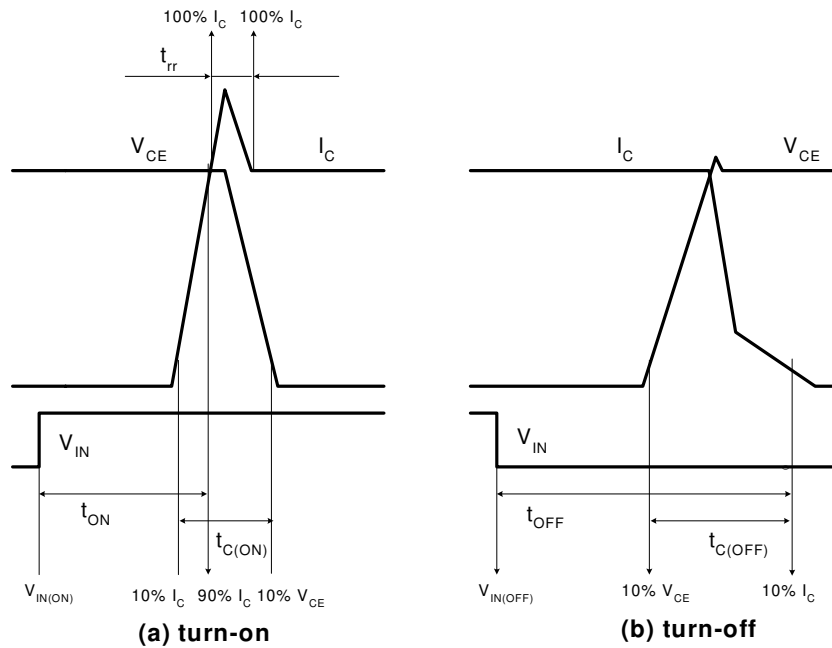 100% I_C 100% I_C
t_rr
V_CE I_C
V_IN
t_ON
t_C(ON)
V_IN(ON) 10% I_C 90% I_C 10% V_CE
(a) turn-on
I_C V_CE
V_IN
t_OFF
t_C(OFF)
V_IN(OFF) 10% V_CE 10% I_C
(b) turn-off